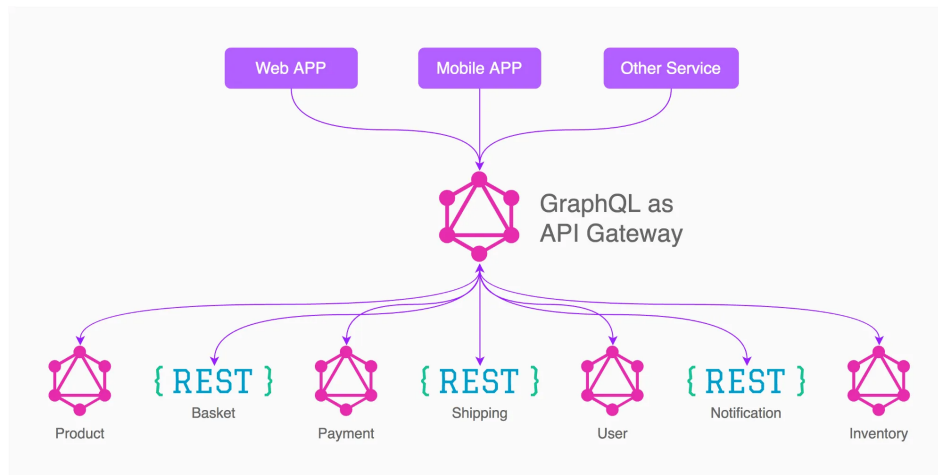 Web APP
Mobile APP
Other Service
GraphQL as
API Gateway
{ REST }
{ REST }
{ REST }
Product
Basket
Payment
Shipping
User
Notification
Inventory